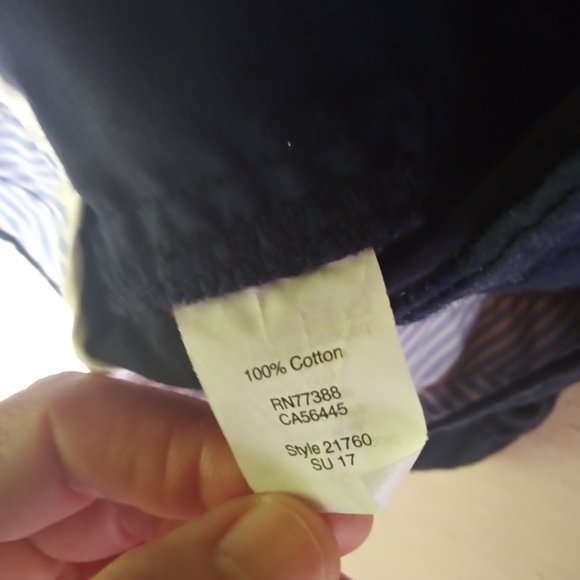 100% Cotton
RN77388
CA56445
Style 21760
SU 17